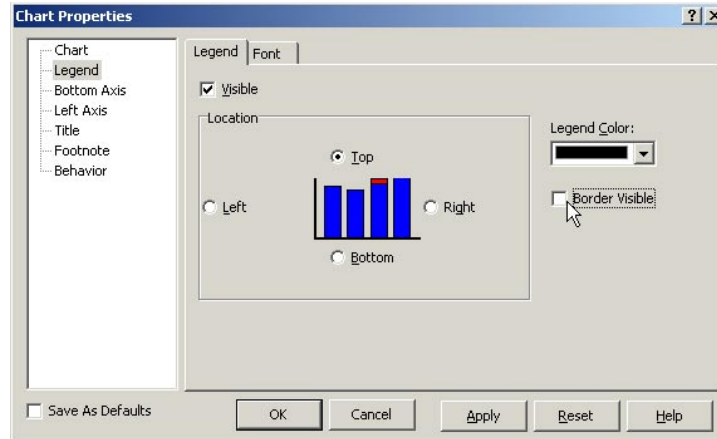 Chart Properties
Chart
Legend
Bottom Axis
Left Axis
Title
Footnote
Behavior
Save As Defaults
Legend Font
Visible
Location
Top
Left
Right
Bottom
Legend Color:
Border Visible
OK Cancel Apply Reset Help